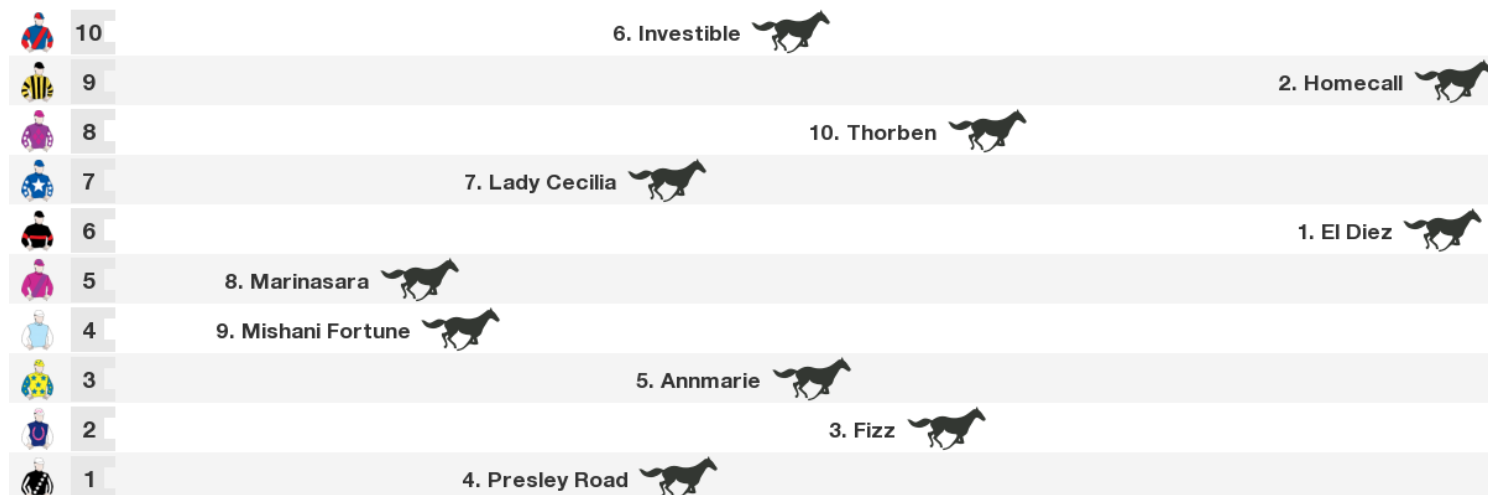 10 6. Investible
9 2. Homecall
8 10. Thorben
7 7. Lady Cecilia
6 1. El Diez
5 8. Marinasara
4 9. Mishani Fortune
3 5. Annmarie
2 3. Fizz
1 4. Presley Road